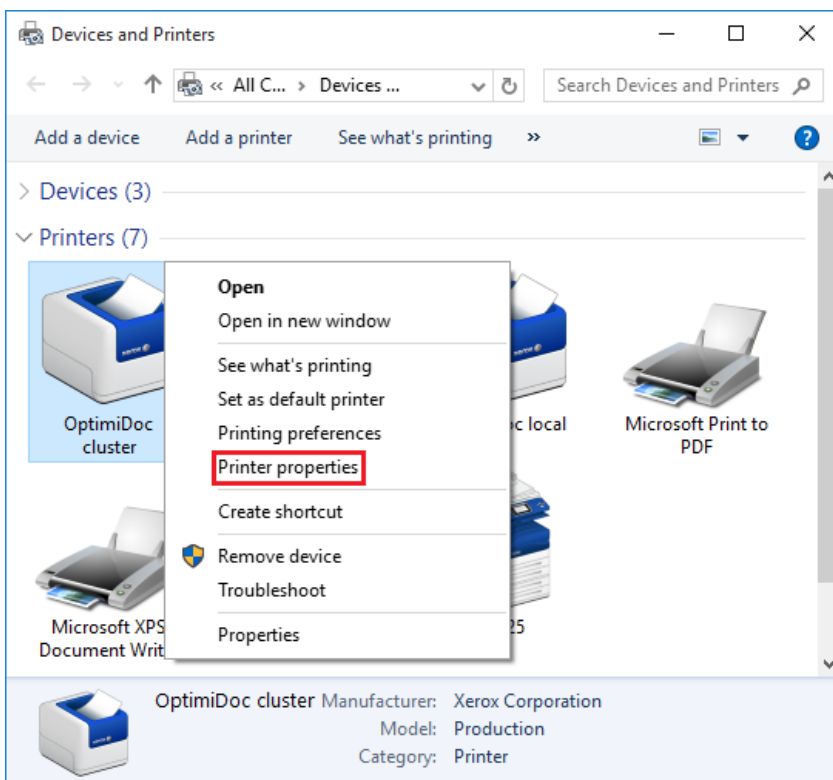 Devices and Printers
« All C... › Devices ...
Search Devices and Printers
Add a device
Add a printer
See what's printing
»
?
Devices (3)
Printers (7)
OptimiDoc
cluster
Open
Open in new window
See what's printing
Set as default printer
Printing preferences
Printer properties
Create shortcut
Remove device
Troubleshoot
Properties
c local
Microsoft Print to
PDF
Microsoft XPS
Document Writ
25
OptimiDoc cluster Manufacturer: Xerox Corporation
Model: Production
Category: Printer